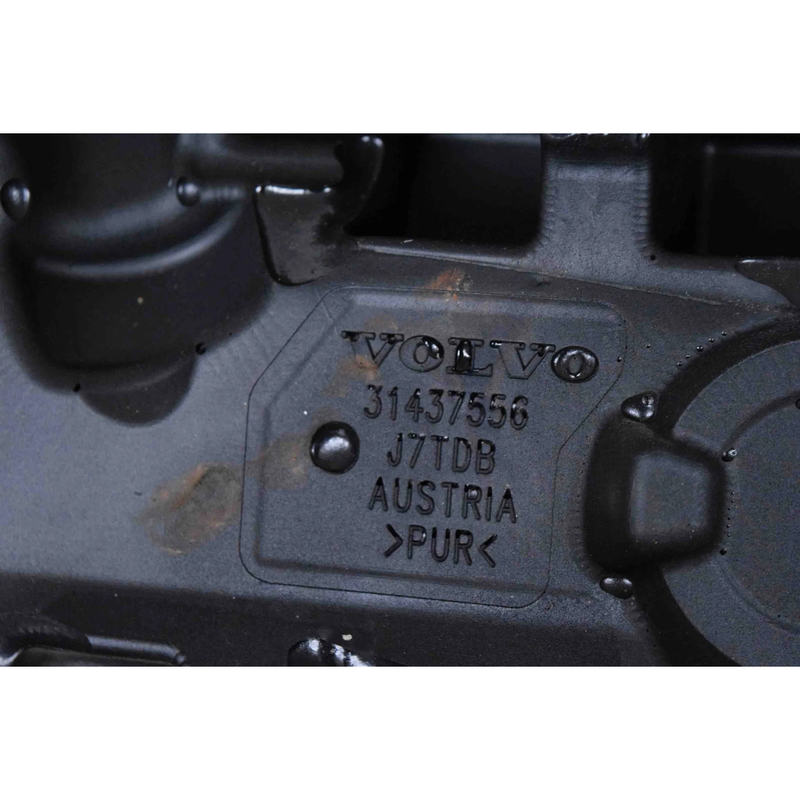 VOLVO
31437556
J7TDB
AUSTRIA
>PUR<